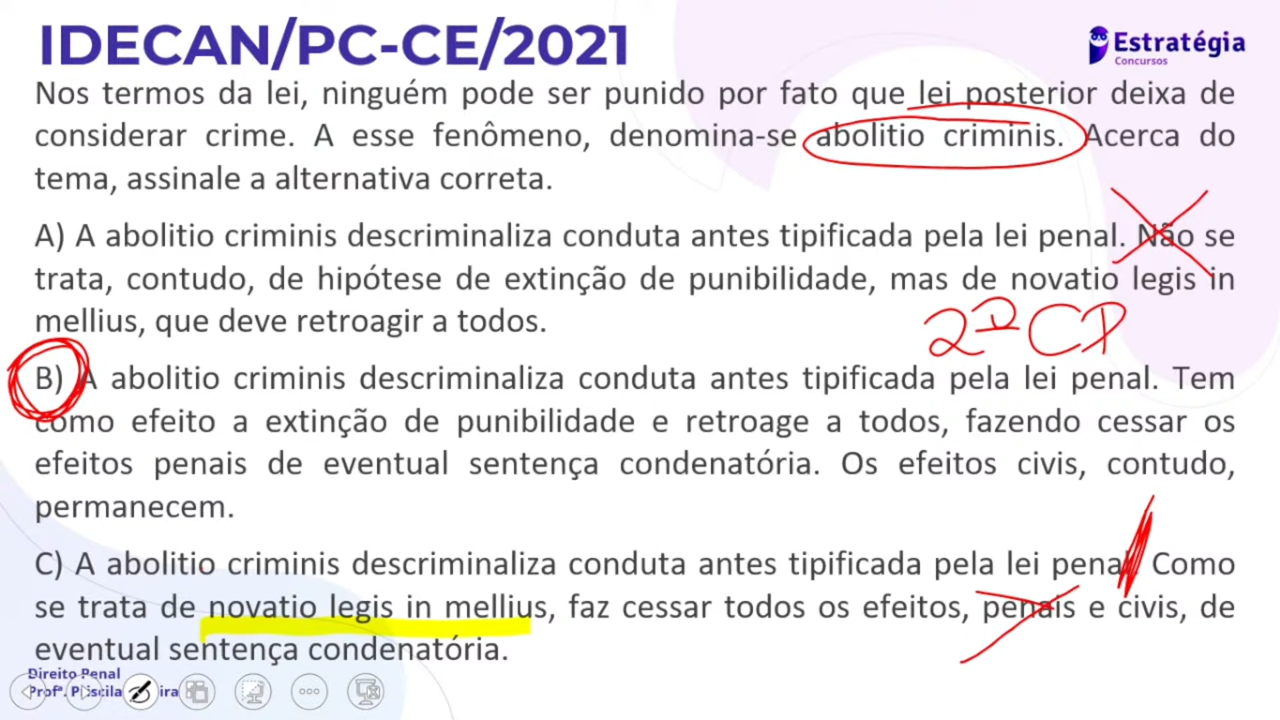 IDECAN/PC-CE/2021
Estratégia
Concursos
Nos termos da lei, ninguém pode ser punido por fato que lei posterior deixa de
considerar crime. A esse fenômeno, denomina-se abolitio criminis. Acerca do
tema, assinale a alternativa correta.
A) A abolitio criminis descriminaliza conduta antes tipificada pela lei penal. Não se
trata, contudo, de hipótese de extinção de punibilidade, mas de novatio legis in
mellius, que deve retroagir a todos.
2º CP
B) A abolitio criminis descriminaliza conduta antes tipificada pela lei penal. Tem
como efeito a extinção de punibilidade e retroage a todos, fazendo cessar os
efeitos penais de eventual sentença condenatória. Os efeitos civis, contudo,
permanecem.
C) A abolitio criminis descriminaliza conduta antes tipificada pela lei penal. Como
se trata de novatio legis in mellius, faz cessar todos os efeitos, penais e civis, de
eventual sentença condenatória.
Direito Penal
Profª.